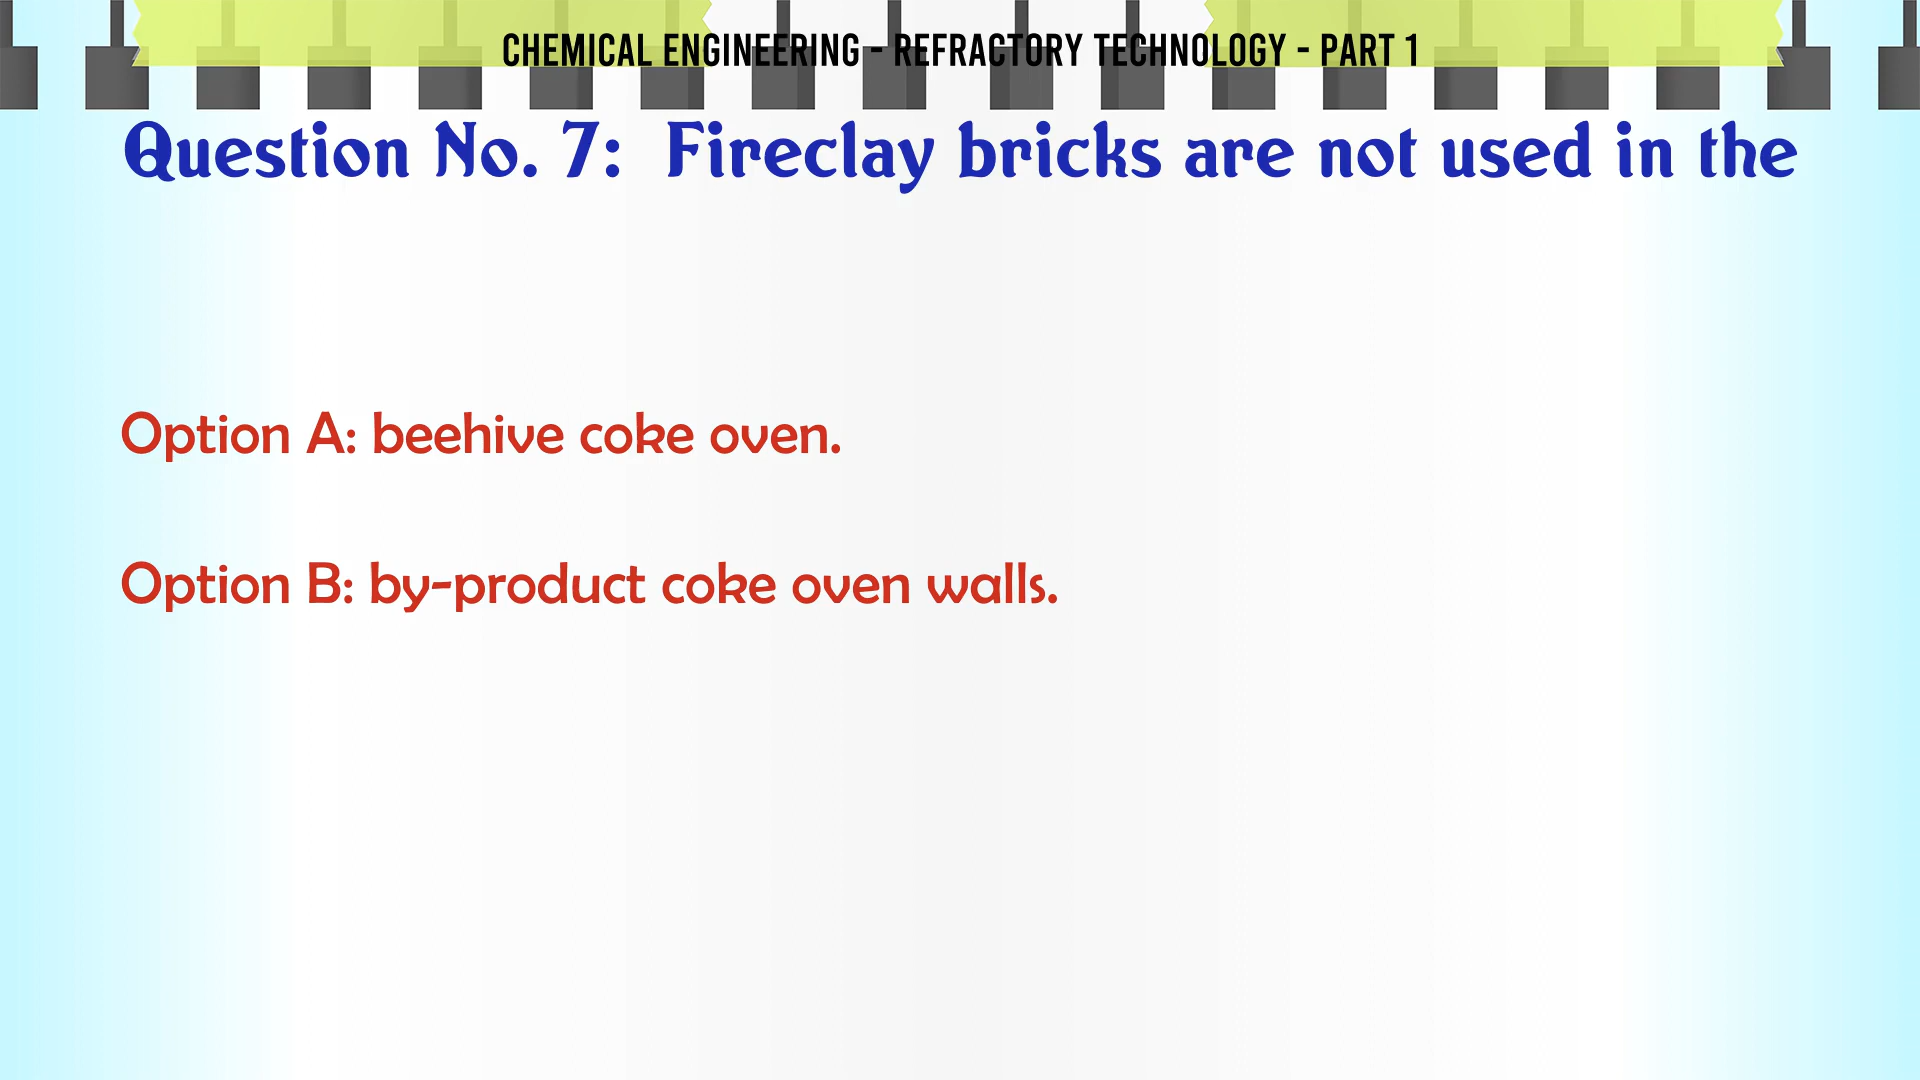 CHEMICAL ENGINEERING - REFRACTORY TECHNOLOGY - PART 1
Question No. 7: Fireclay bricks are not used in the
Option A: beehive coke oven.
Option B: by-product coke oven walls.